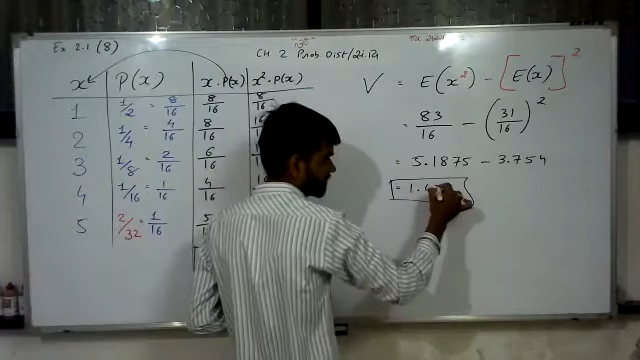 Ex 2.1 (8)
CH 2 Prob. Dist/
x P(x) x.P(x) x².P(x)
1 1/2 = 8/16 8/16 8/16
2 1/4 = 4/16 8/16 16
3 1/8 = 2/16 6/16
4 1/16 = 1/16 4/16
5 2/32 = 1/16 5
V = E(x²) - [E(x)]²
= 83/16 - (31/16)²
= 5.1875 - 3.754
= 1.4